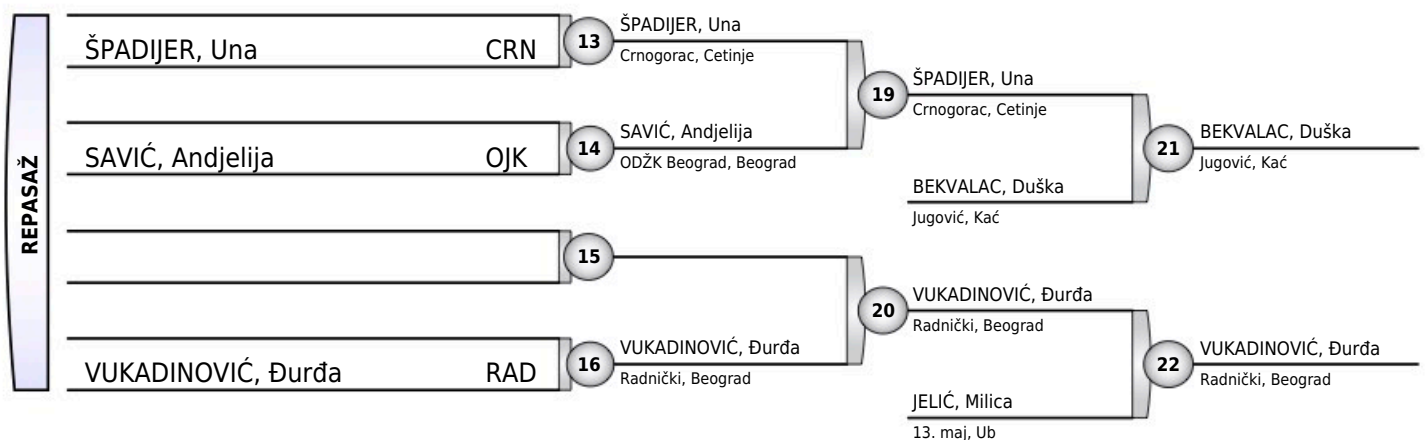 REPASAŽ
ŠPADIJER, Una CRN
SAVIĆ, Andjelija OJK
VUKADINOVIĆ, Đurđa RAD
13
ŠPADIJER, Una
Crnogorac, Cetinje
14
SAVIĆ, Andjelija
ODŽK Beograd, Beograd
15
16
VUKADINOVIĆ, Đurđa
Radnički, Beograd
19
ŠPADIJER, Una
Crnogorac, Cetinje
BEKVALAC, Duška
Jugović, Kać
20
VUKADINOVIĆ, Đurđa
Radnički, Beograd
JELIĆ, Milica
13. maj, Ub
21
BEKVALAC, Duška
Jugović, Kać
22
VUKADINOVIĆ, Đurđa
Radnički, Beograd